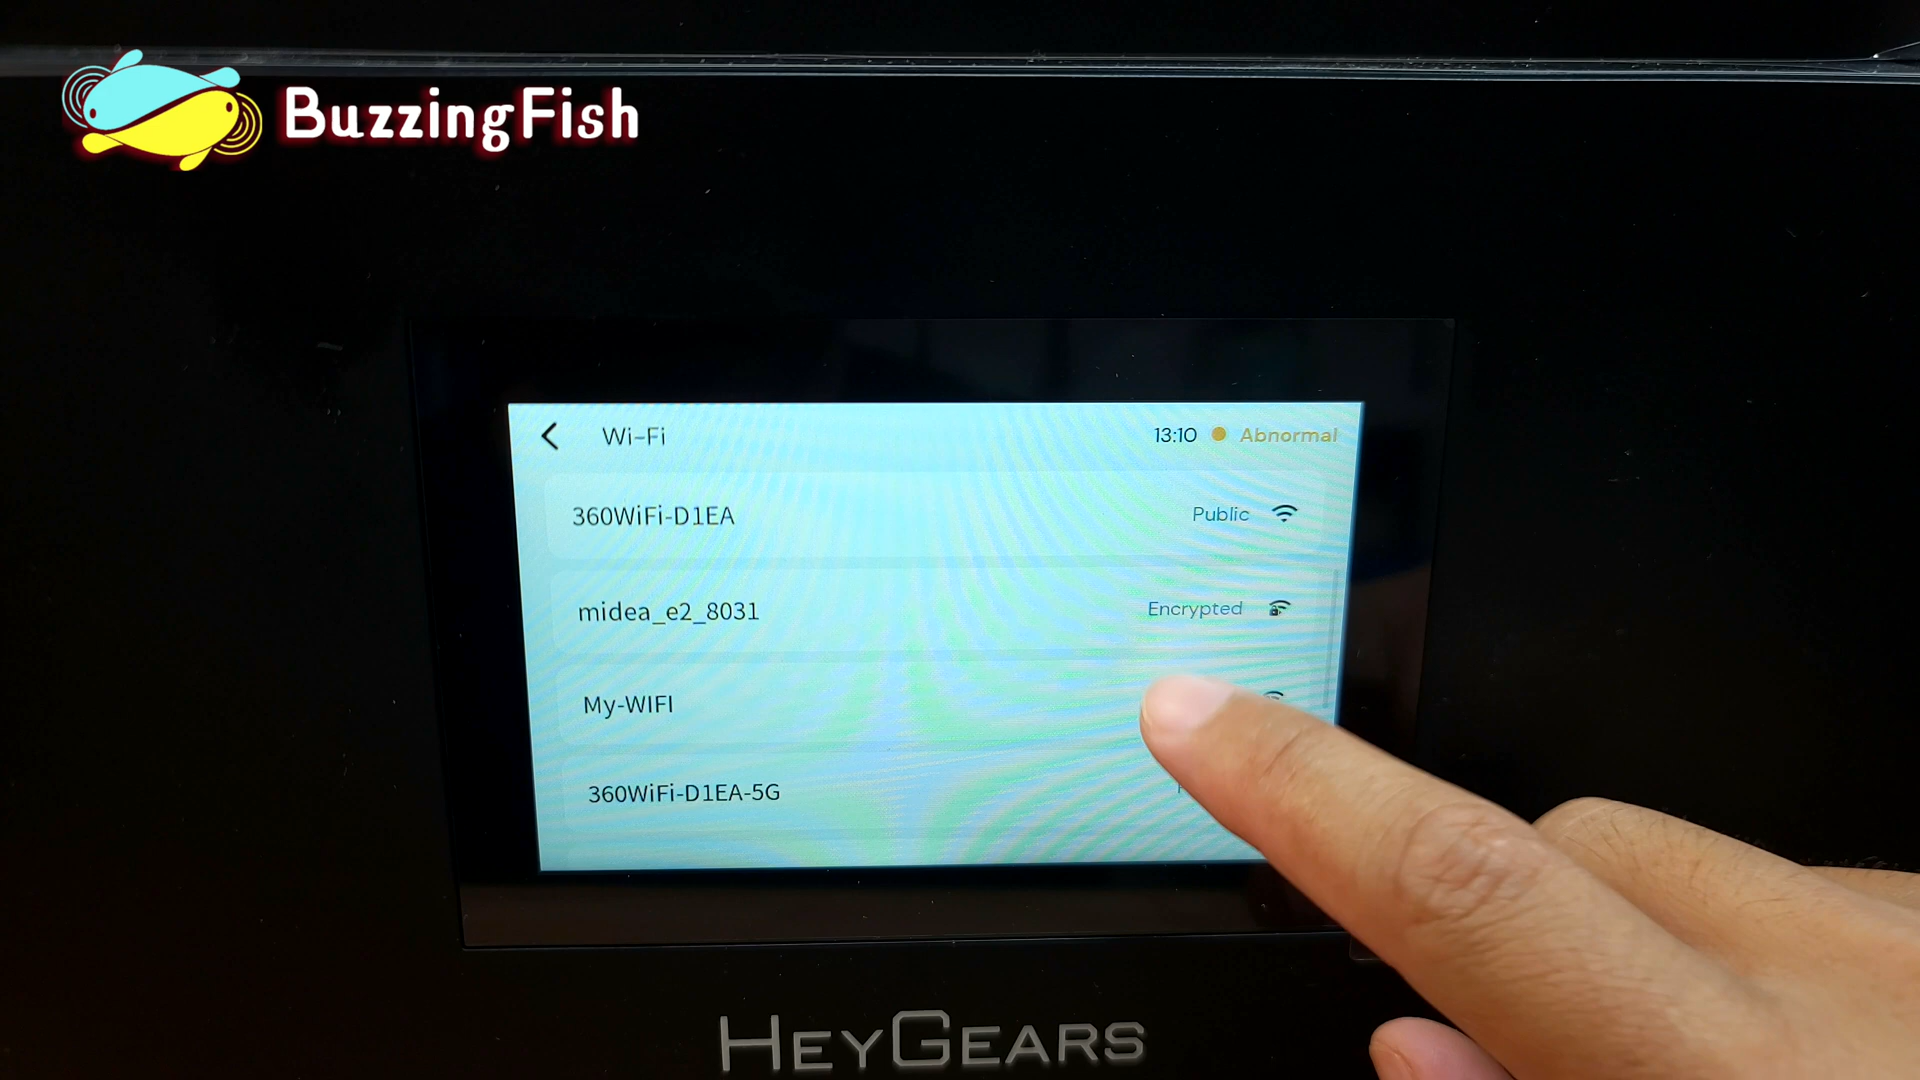 BuzzingFish
Wi-Fi
13:10 Abnormal
360WiFi-D1EA Public
midea_e2_8031 Encrypted
My-WIFI
360WiFi-D1EA-5G
HEYGEARS